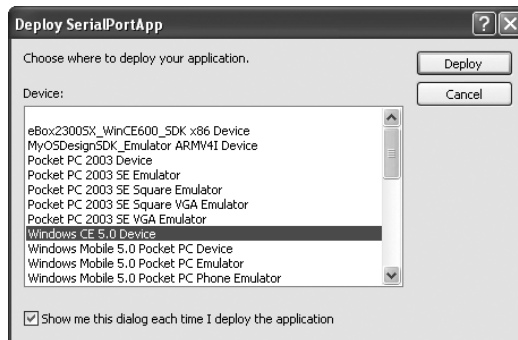 Deploy SerialPortApp
Choose where to deploy your application.
Deploy
Device:
Cancel
eBox2300SX_WinCE600_SDK x86 Device
MyOSDesignSDK_Emulator ARMV4I Device
Pocket PC 2003 Device
Pocket PC 2003 SE Emulator
Pocket PC 2003 SE Square Emulator
Pocket PC 2003 SE Square VGA Emulator
Pocket PC 2003 SE VGA Emulator
Windows CE 5.0 Device
Windows Mobile 5.0 Pocket PC Device
Windows Mobile 5.0 Pocket PC Emulator
Windows Mobile 5.0 Pocket PC Phone Emulator
Show me this dialog each time I deploy the application